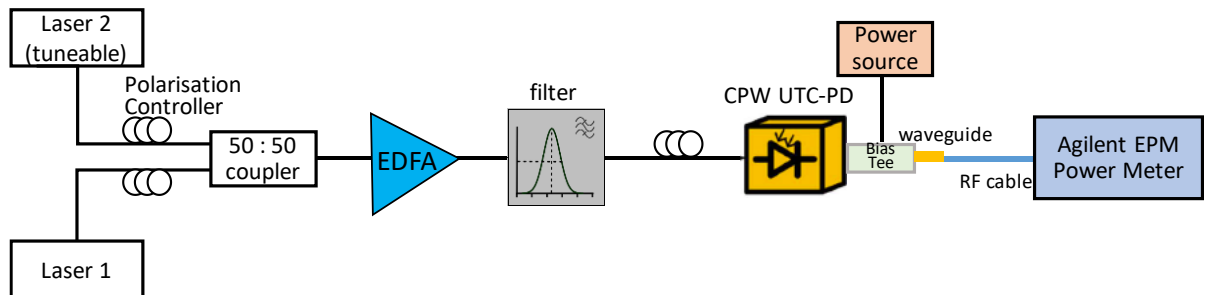 Laser 2
(tuneable)
Polarisation
Controller
50 : 50
coupler
Laser 1
EDFA
filter
CPW UTC-PD
Power
source
Bias
Tee
waveguide
RF cable
Agilent EPM
Power Meter